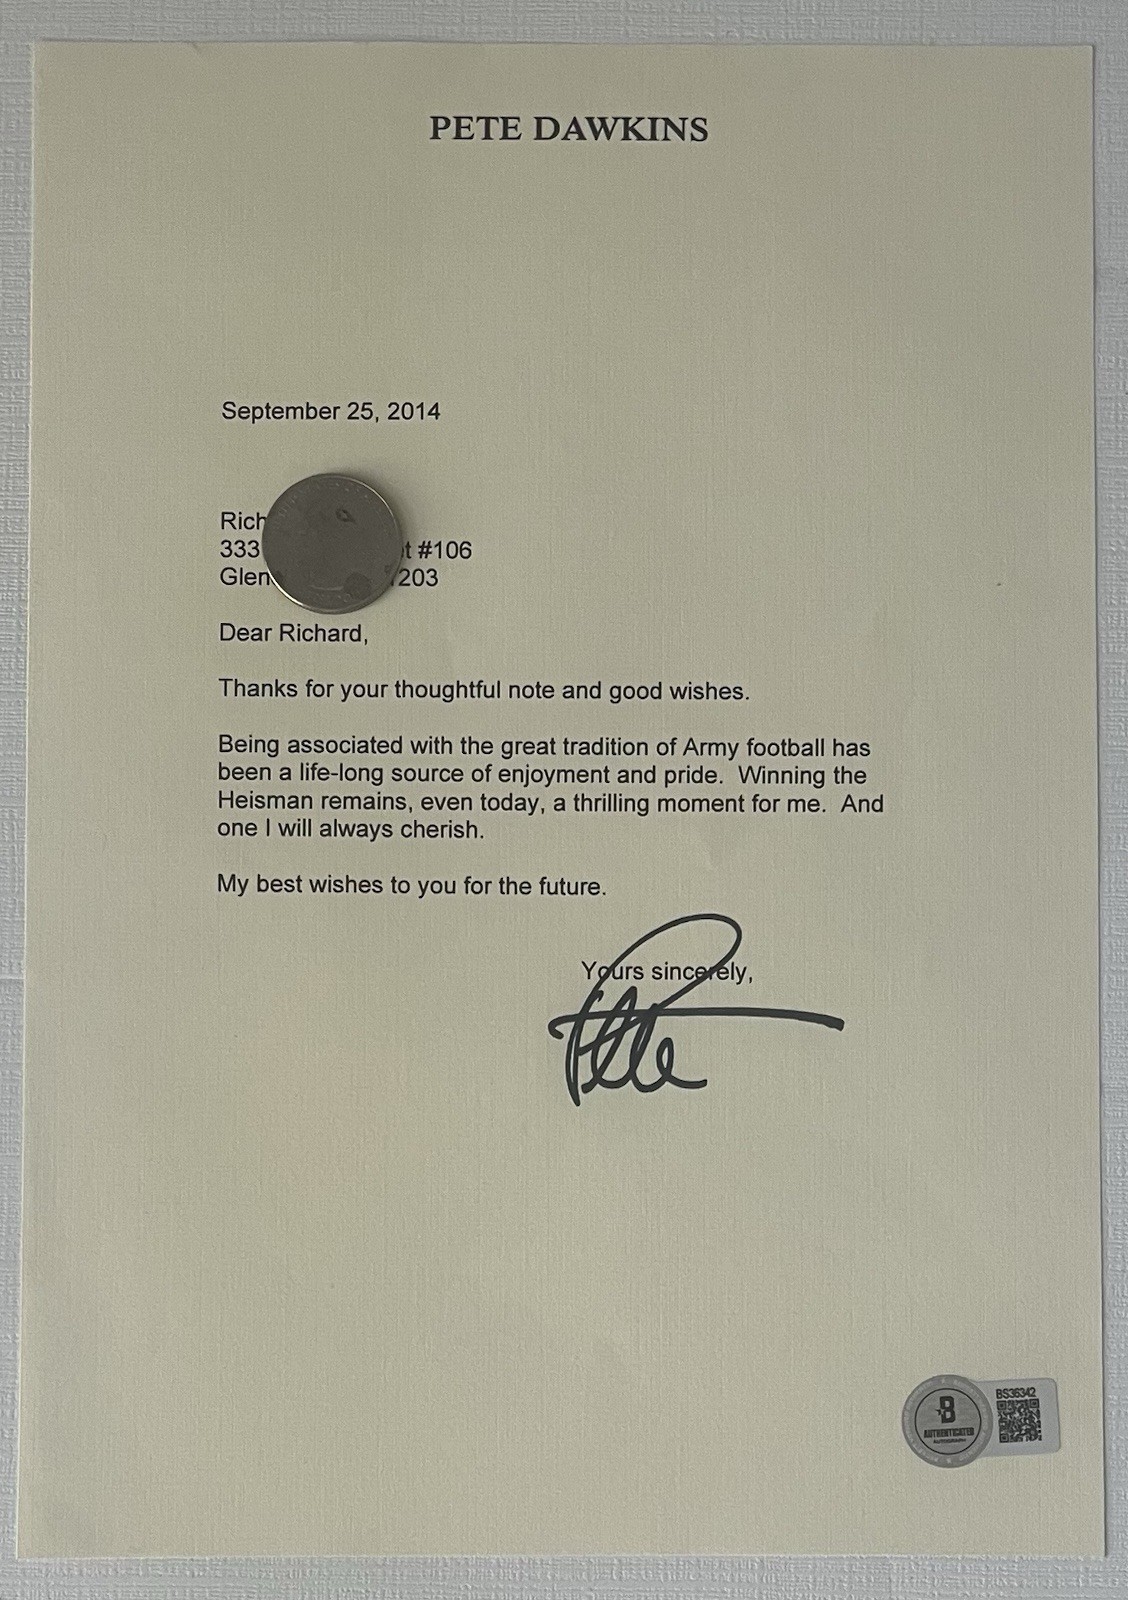 PETE DAWKINS
September 25, 2014
Rich
333 #106
Glen 203
Dear Richard,
Thanks for your thoughtful note and good wishes.
Being associated with the great tradition of Army football has
been a life-long source of enjoyment and pride. Winning the
Heisman remains, even today, a thrilling moment for me. And
one I will always cherish.
My best wishes to you for the future.
Yours sincerely,
Pete
B
AUTHENTICATED
AUTOGRAPH
BS36342